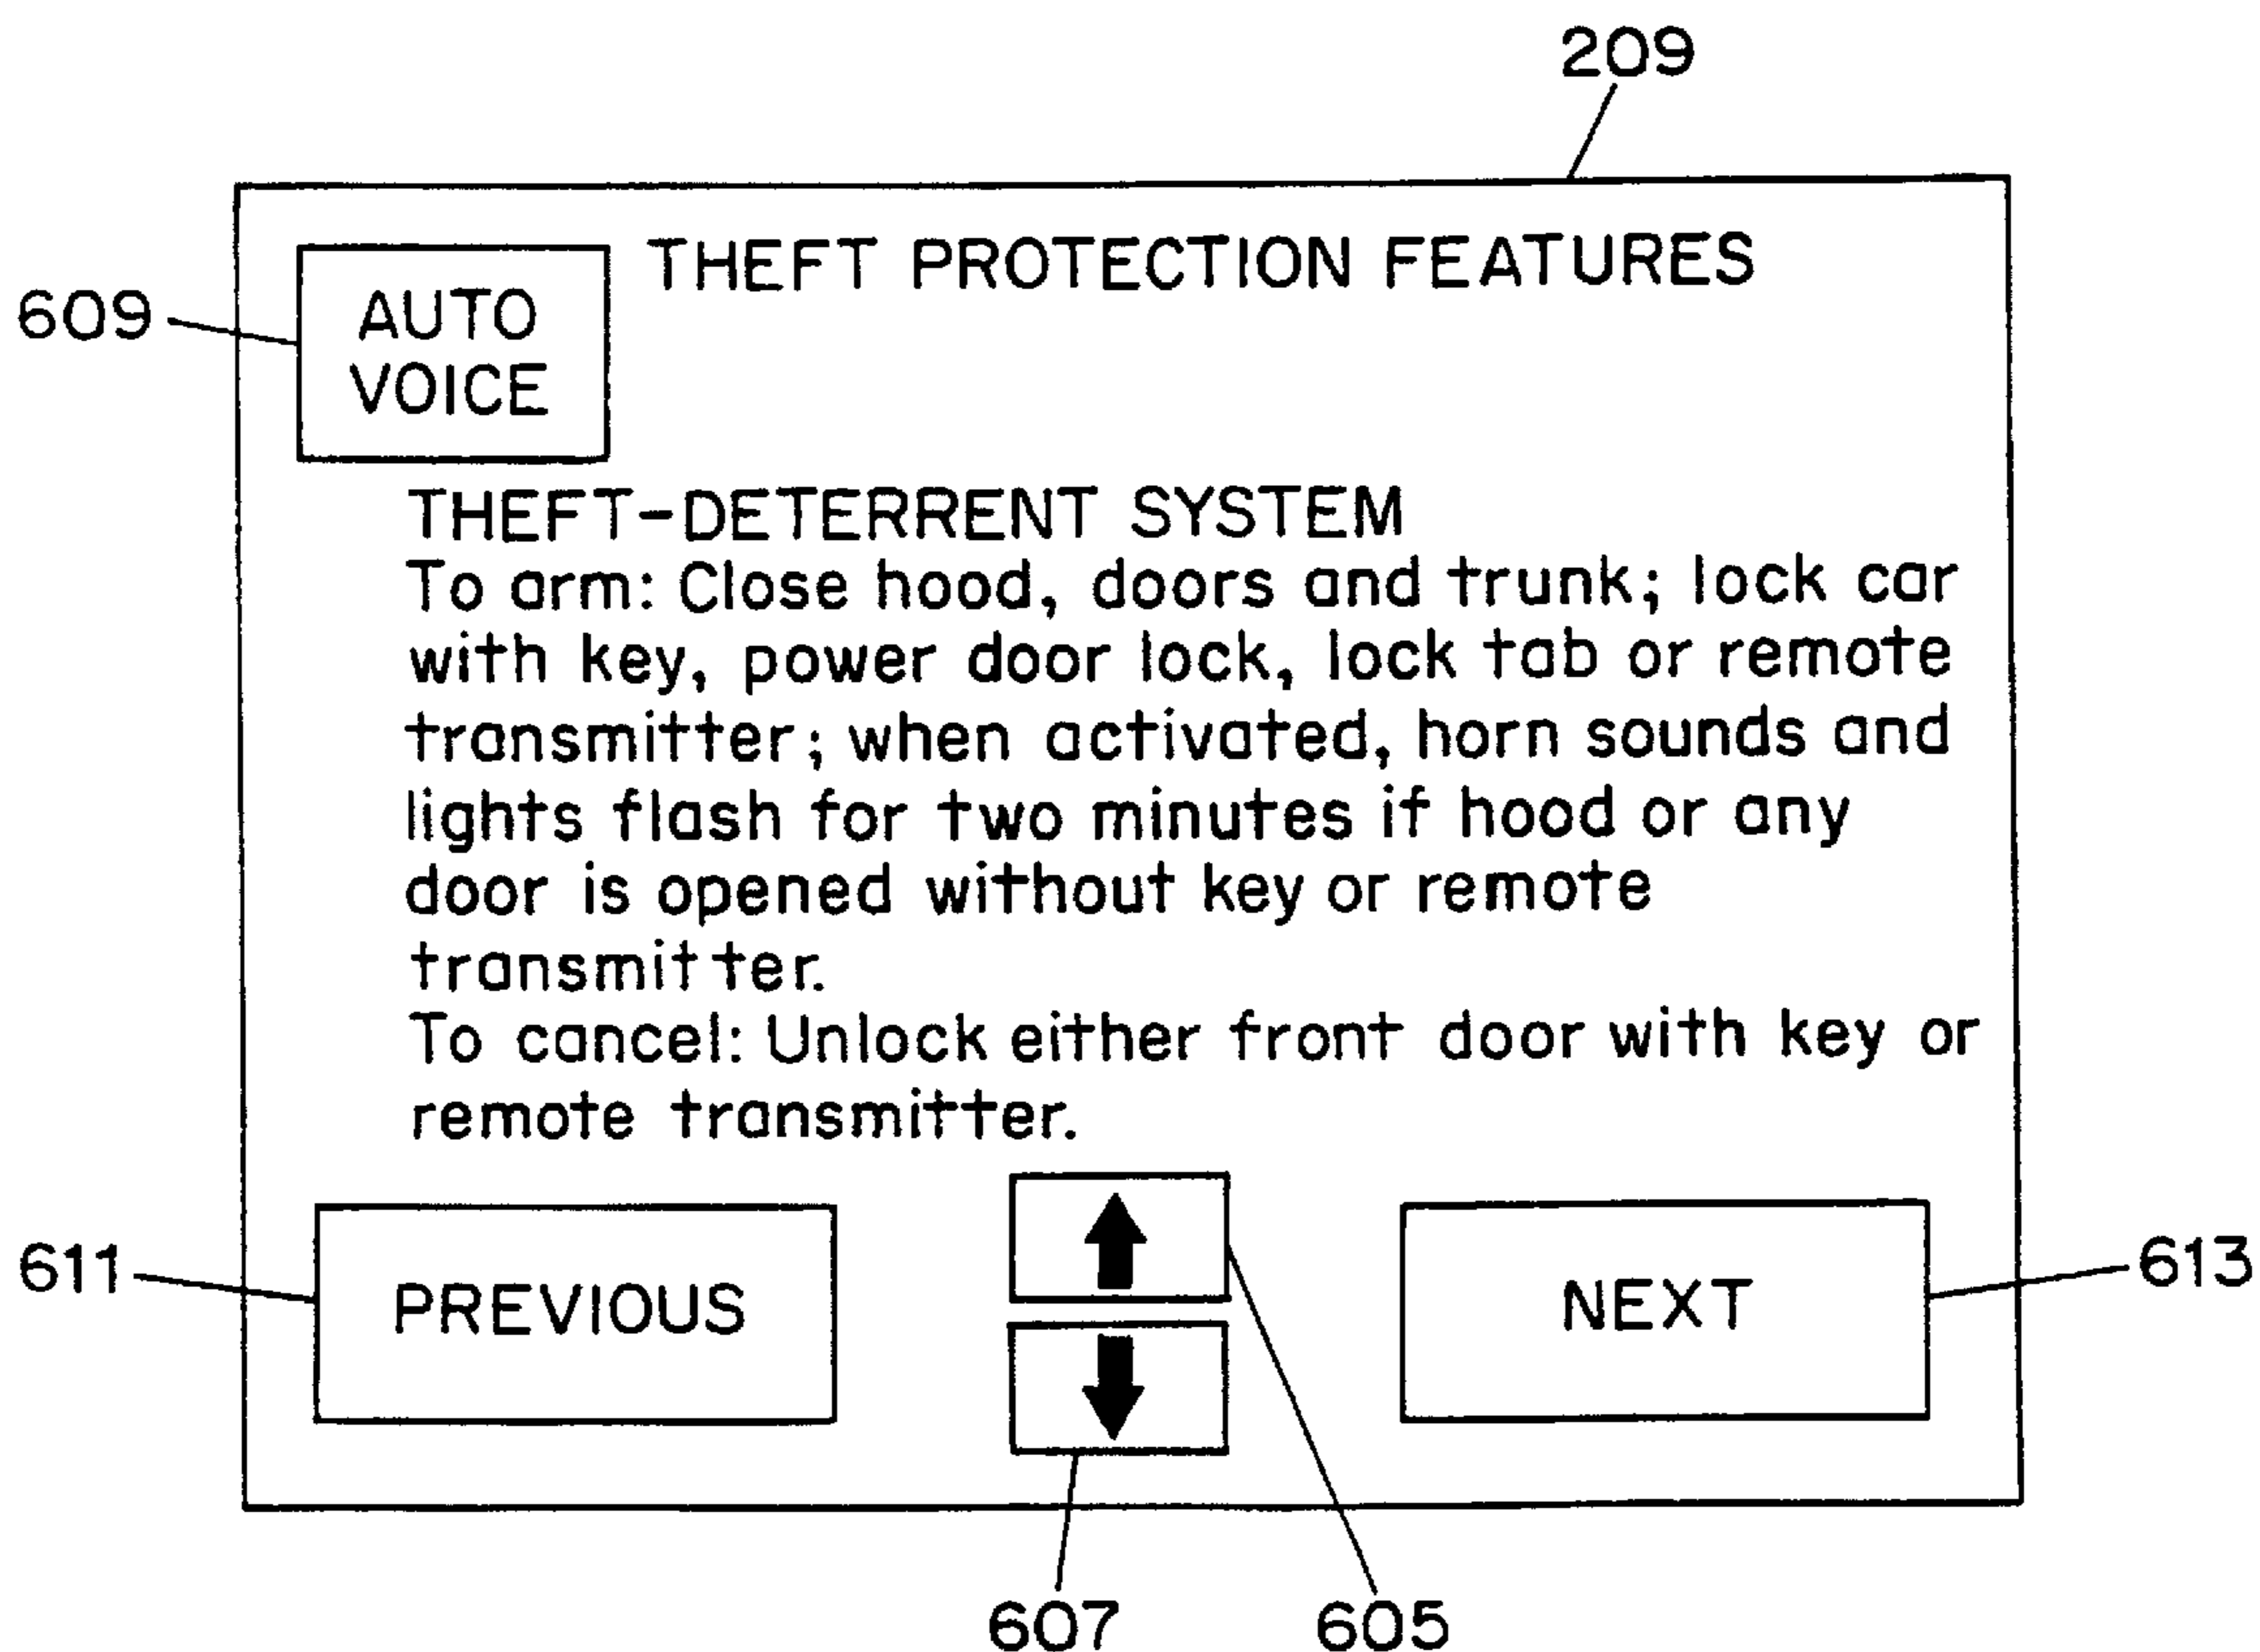 209
THEFT PROTECTION FEATURES
609
AUTO
VOICE
THEFT-DETERRENT SYSTEM
To arm: Close hood, doors and trunk; lock car
with key, power door lock, lock tab or remote
transmitter; when activated, horn sounds and
lights flash for two minutes if hood or any
door is opened without key or remote
transmitter.
To cancel: Unlock either front door with key or
remote transmitter.
611
PREVIOUS
NEXT
613
607
605